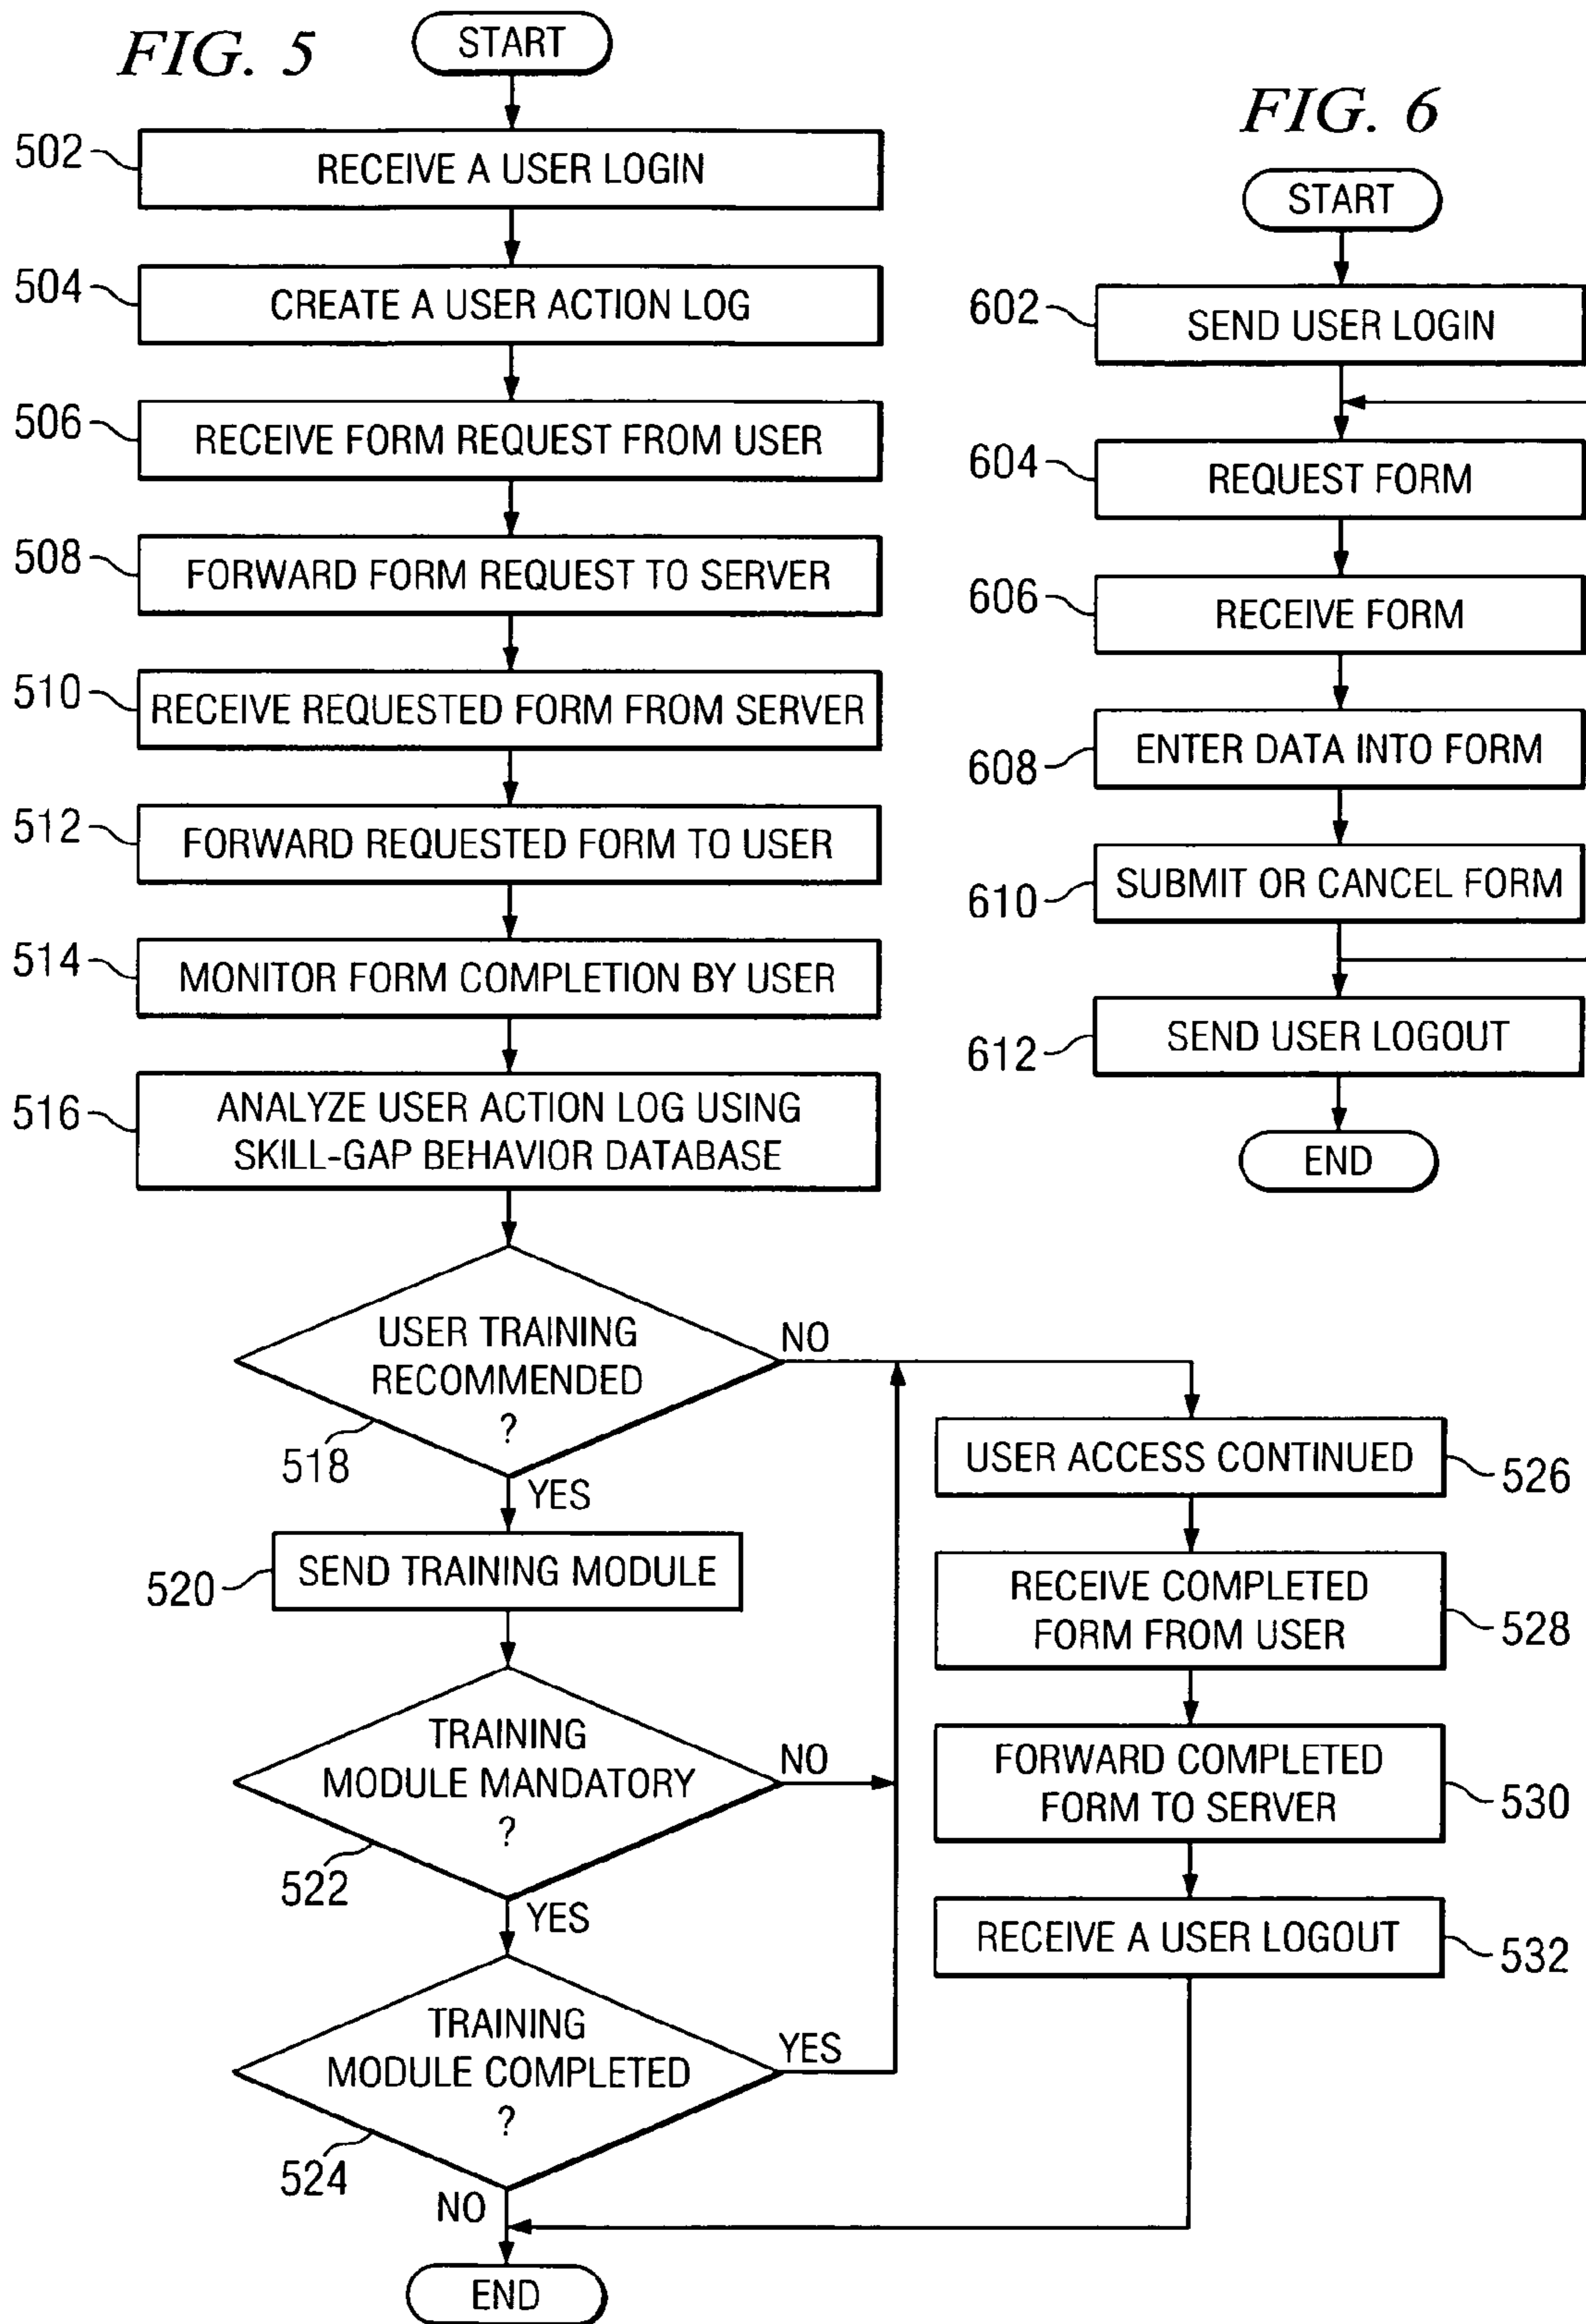 FIG. 5
START
502
RECEIVE A USER LOGIN
504
CREATE A USER ACTION LOG
506
RECEIVE FORM REQUEST FROM USER
508
FORWARD FORM REQUEST TO SERVER
510
RECEIVE REQUESTED FORM FROM SERVER
512
FORWARD REQUESTED FORM TO USER
514
MONITOR FORM COMPLETION BY USER
516
ANALYZE USER ACTION LOG USING
SKILL-GAP BEHAVIOR DATABASE
USER TRAINING
RECOMMENDED
?
518
NO
YES
520
SEND TRAINING MODULE
TRAINING
MODULE MANDATORY
?
522
NO
YES
TRAINING
MODULE COMPLETED
?
524
YES
NO
END
USER ACCESS CONTINUED
526
RECEIVE COMPLETED
FORM FROM USER
528
FORWARD COMPLETED
FORM TO SERVER
530
RECEIVE A USER LOGOUT
532
FIG. 6
START
602
SEND USER LOGIN
604
REQUEST FORM
606
RECEIVE FORM
608
ENTER DATA INTO FORM
610
SUBMIT OR CANCEL FORM
612
SEND USER LOGOUT
END